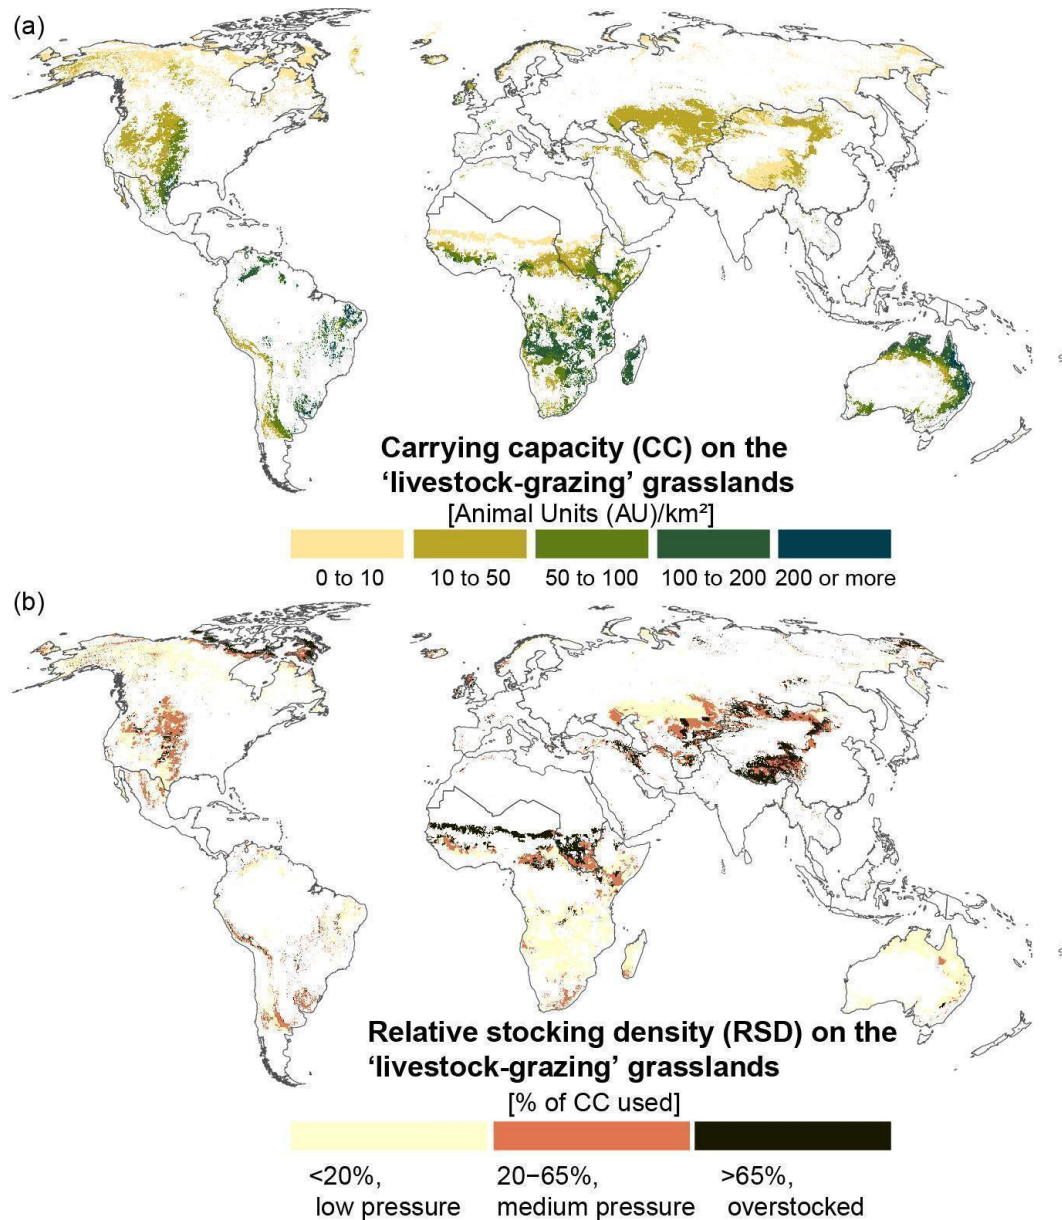 (a)
Carrying capacity (CC) on the
‘livestock-grazing’ grasslands
[Animal Units (AU)/km²]
0 to 10 10 to 50 50 to 100 100 to 200 200 or more
(b)
Relative stocking density (RSD) on the
‘livestock-grazing’ grasslands
[% of CC used]
<20%, 20−65%, >65%,
low pressure medium pressure overstocked